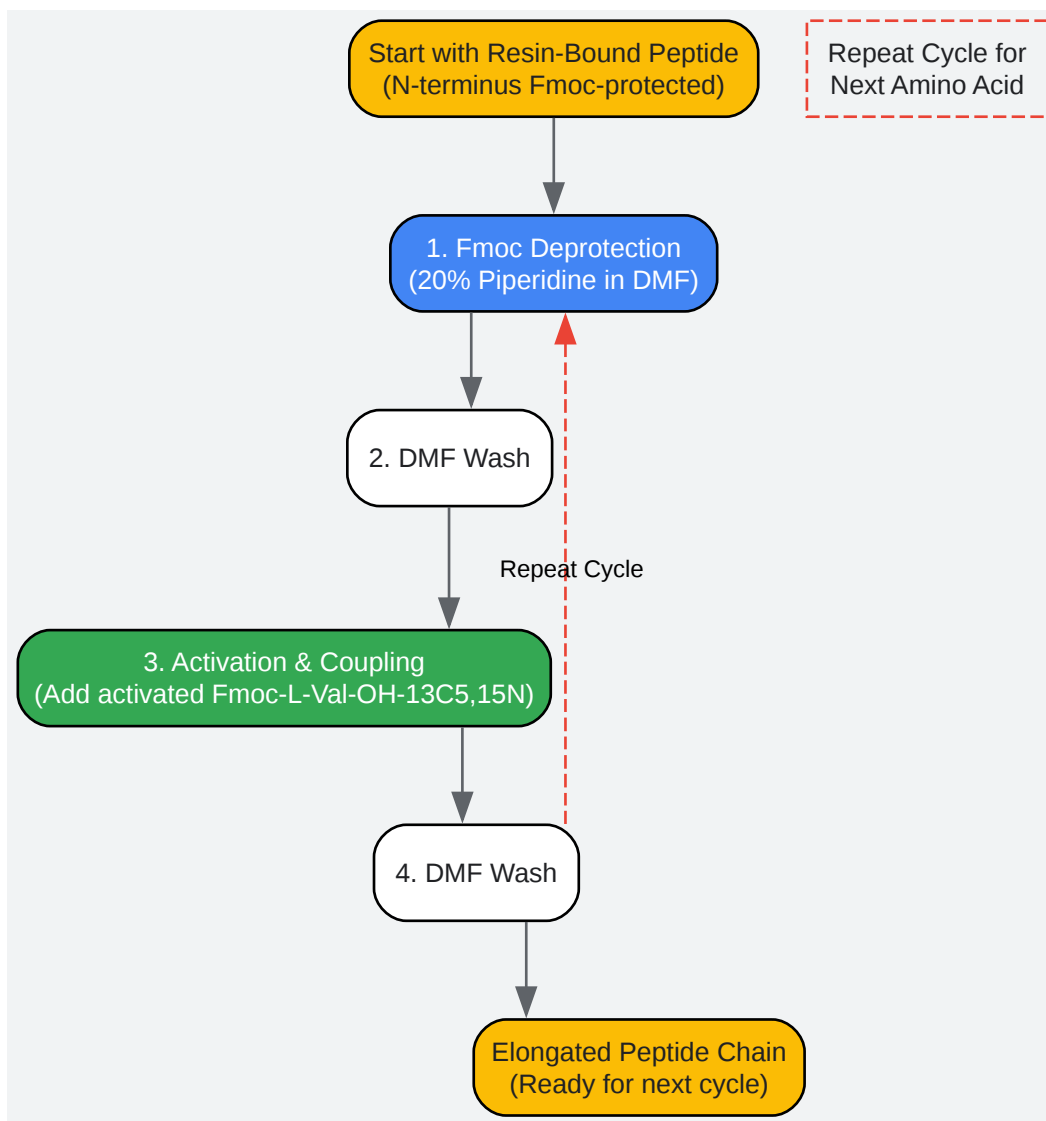 Start with Resin-Bound Peptide
(N-terminus Fmoc-protected)
Repeat Cycle for
Next Amino Acid
1. Fmoc Deprotection
(20% Piperidine in DMF)
2. DMF Wash
Repeat Cycle
3. Activation & Coupling
(Add activated Fmoc-L-Val-OH-13C5,15N)
4. DMF Wash
Elongated Peptide Chain
(Ready for next cycle)